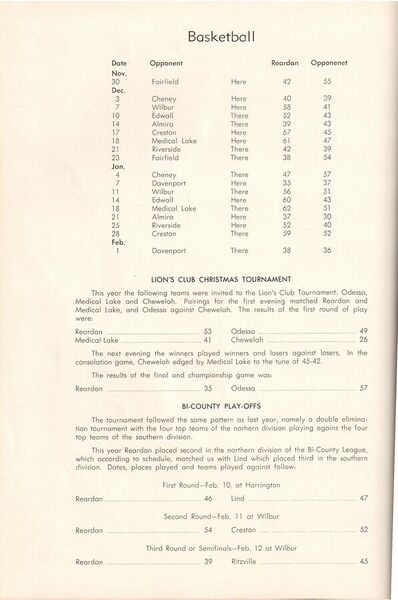 Basketball
Date Opponent Reardan Opponenet
Nov.
30 Fairfield Here 42 55
Dec.
3 Cheney Here 40 39
7 Wilbur Here 58 41
10 Edwall There 52 43
14 Almira There 39 43
17 Creston Here 67 45
18 Medical Lake Here 61 47
21 Riverside There 42 39
23 Fairfield There 38 54
Jan.
4 Cheney There 47 57
7 Davenport Here 35 37
11 Wilbur There 56 51
14 Edwall Here 60 43
18 Medical Lake There 62 51
21 Almira Here 37 30
25 Riverside Here 52 40
28 Creston There 59 52
Feb.
1 Davenport There 38 36
LION'S CLUB CHRISTMAS TOURNAMENT
This year the following teams were invited to the Lion's Club Tournament: Odessa,
Medical Lake and Chewelah. Pairings for the first evening matched Reardan and
Medical Lake, and Odessa against Chewelah. The results of the first round of play
were:
Reardan 53 Odessa 49
Medical Lake 41 Chewelah 26
The next evening the winners played winners and losers against losers. In the
consolation game, Chewelah edged by Medical Lake to the tune of 45-42.
The results of the final and championship game was:
Reardan 35 Odessa 57
BI-COUNTY PLAY-OFFS
The tournament followed the same pattern as last year, namely a double elimina-
tion tournament with the four top teams of the norhern division playing agains the four
top teams of the southern division.
This year Reardan placed second in the northern division of the Bi-County League,
which according to schedule, matched us with Lind which placed third in the southern
division. Dates, places played and teams played against follow:
First Round—Feb. 10, at Harrington
Reardan 46 Lind 47
Second Round—Feb. 11 at Wilbur
Reardan 54 Creston 52
Third Round or Semifinals—Feb. 12 at Wilbur
Reardan 39 Ritzville 45